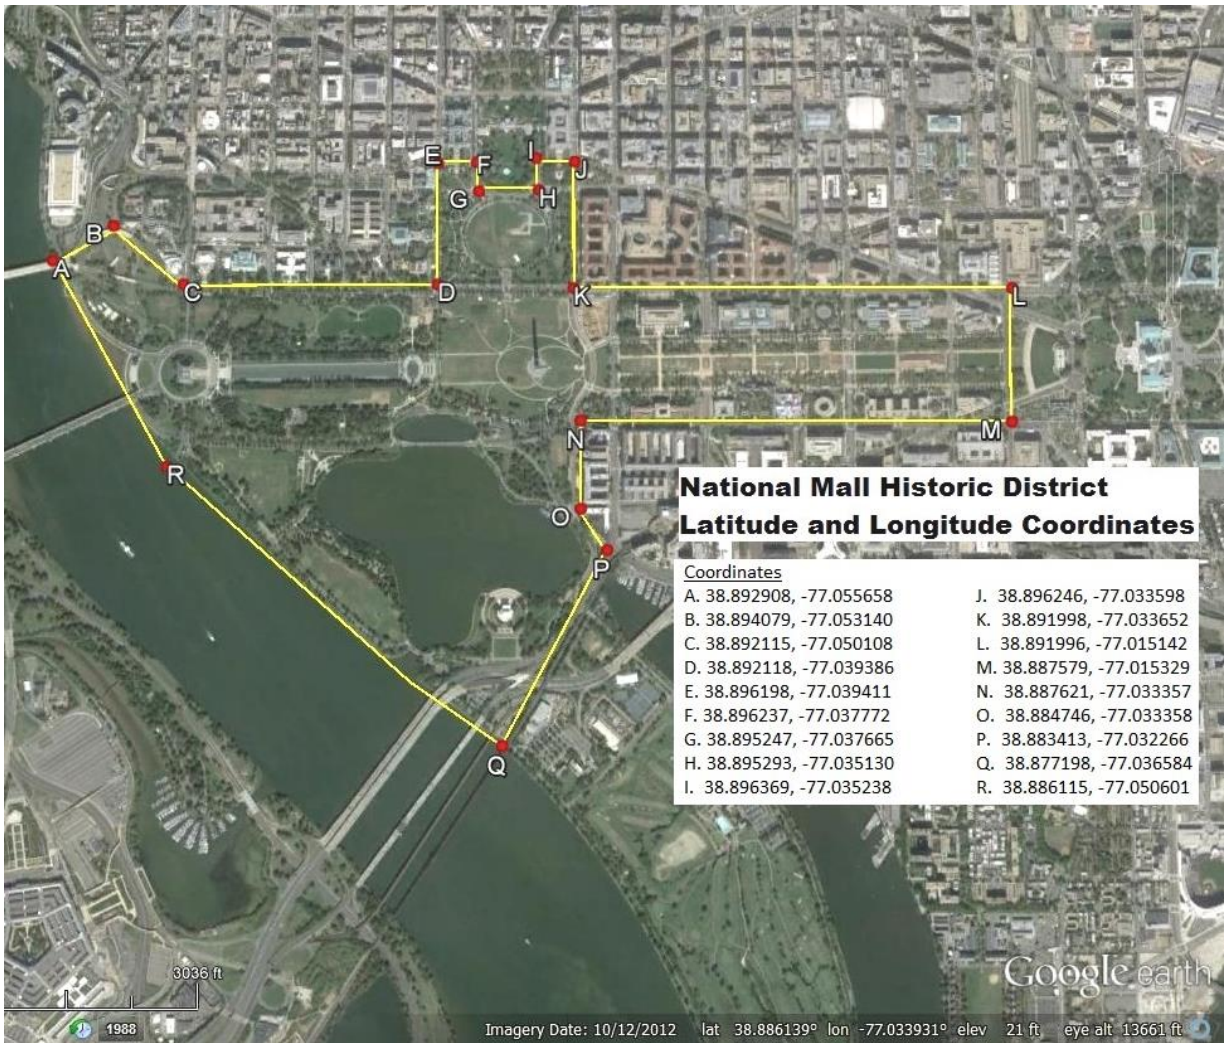 E
F
I
J
G
H
B
A
C
D
K
L
N
M
R
O
P
Q
National Mall Historic District
Latitude and Longitude Coordinates
Coordinates
A. 38.892908, -77.055658
B. 38.894079, -77.053140
C. 38.892115, -77.050108
D. 38.892118, -77.039386
E. 38.896198, -77.039411
F. 38.896237, -77.037772
G. 38.895247, -77.037665
H. 38.895293, -77.035130
I. 38.896369, -77.035238
J. 38.896246, -77.033598
K. 38.891998, -77.033652
L. 38.891996, -77.015142
M. 38.887579, -77.015329
N. 38.887621, -77.033357
O. 38.884746, -77.033358
P. 38.883413, -77.032266
Q. 38.877198, -77.036584
R. 38.886115, -77.050601
3036 ft
Google earth
1988
Imagery Date: 10/12/2012 lat 38.886139° lon -77.033931° elev 21 ft eye alt 13661 ft